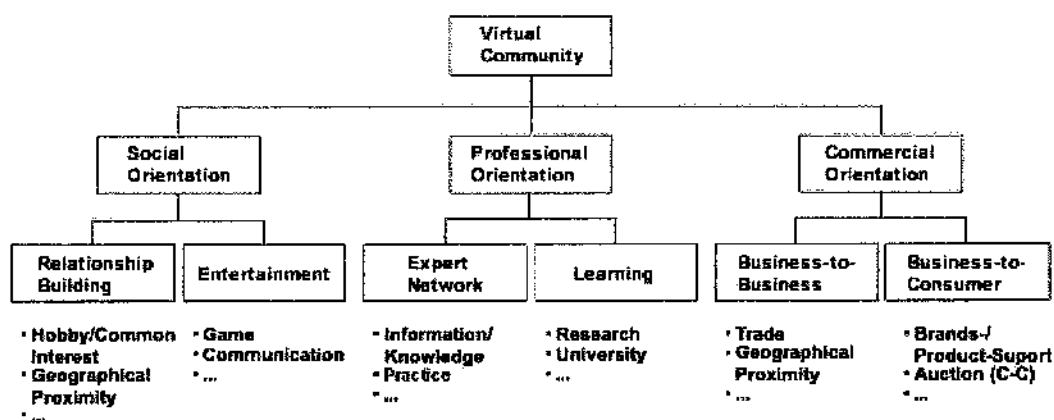 Virtual
Community
Social
Orientation
Professional
Orientation
Commercial
Orientation
Relationship
Building
Entertainment
Expert
Network
Learning
Business-to-
Business
Business-to-
Consumer
• Hobby/Common
Interest
• Geographical
Proximity
• ...
• Game
• Communication
• ...
• Information/
Knowledge
• Practice
• ...
• Research
• University
• ...
• Trade
• Geographical
Proximity
• ...
• Brands-/
Product-Suport
• Auction (C-C)
• ...